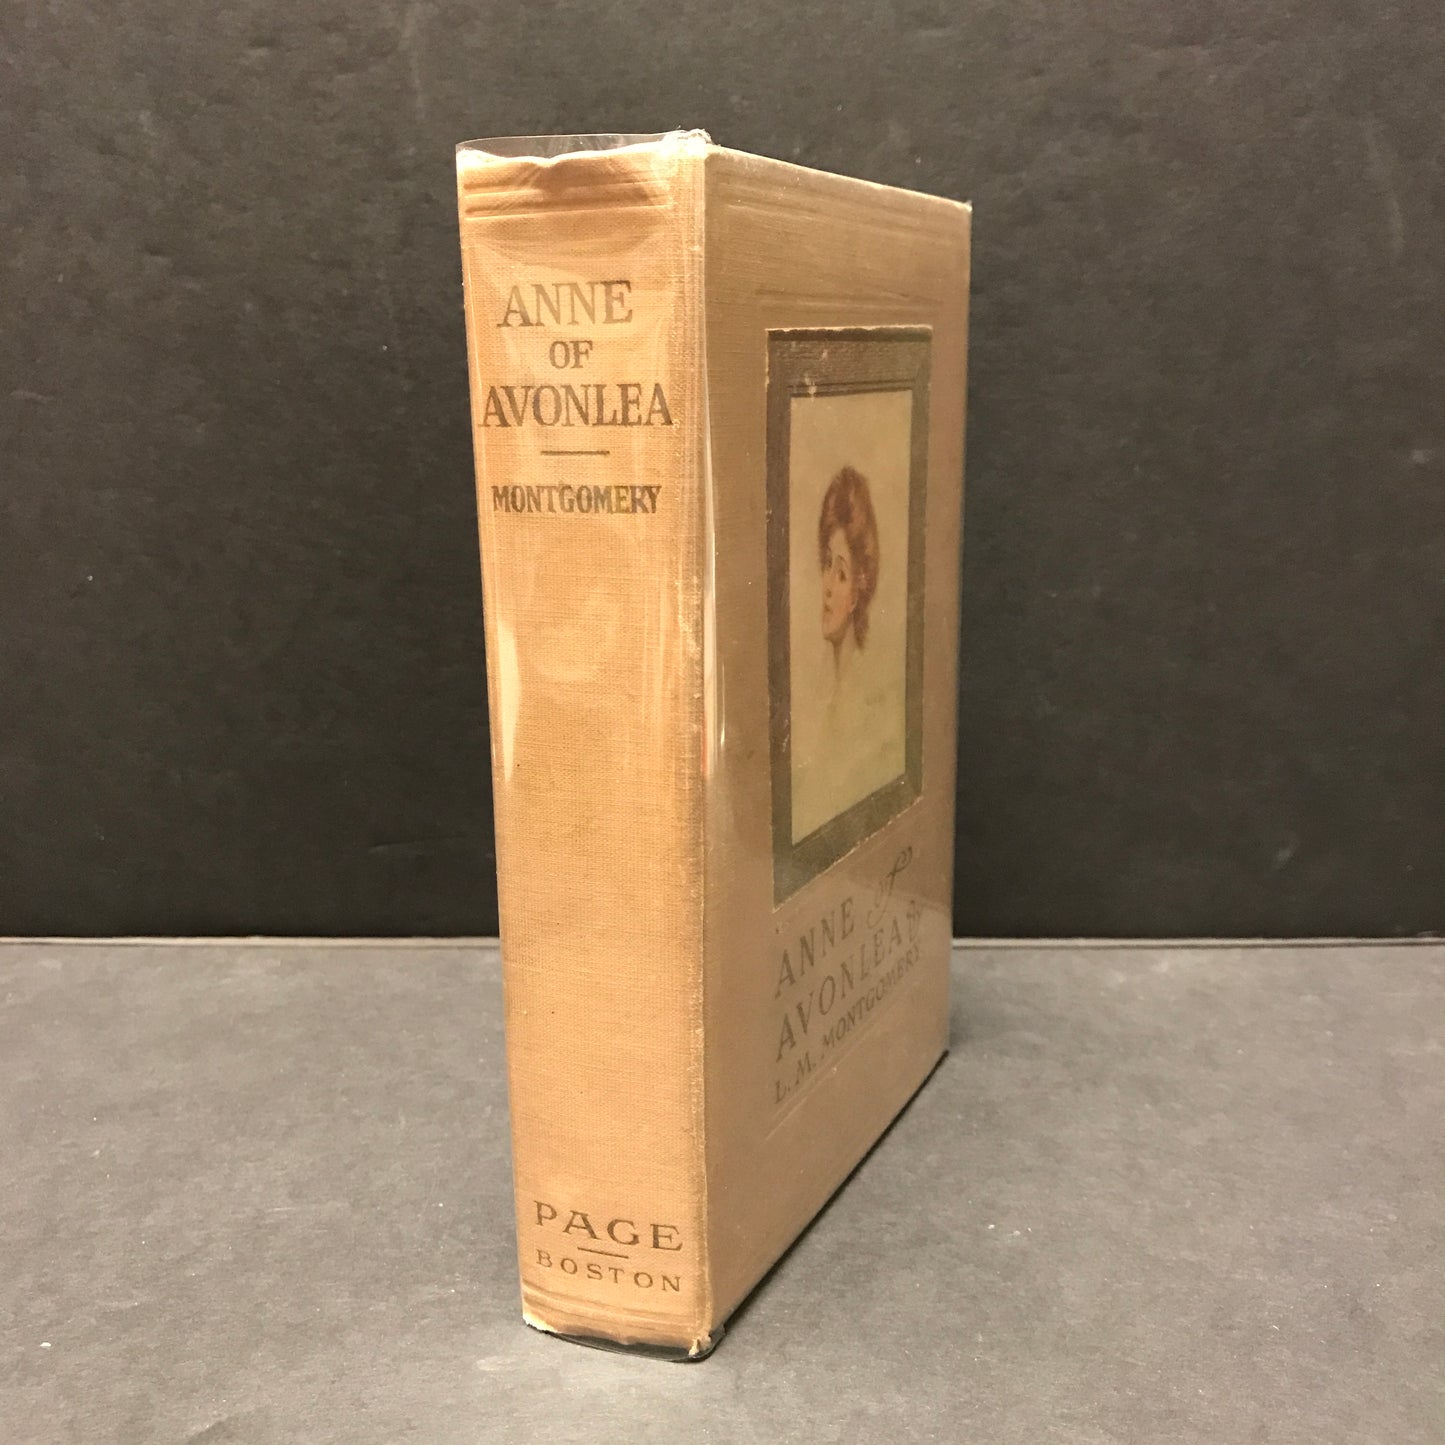 ANNE
OF
AVONLEA
MONTGOMERY
PAGE
BOSTON
ANNE of
AVONLEA
L. M. MONTGOMERY